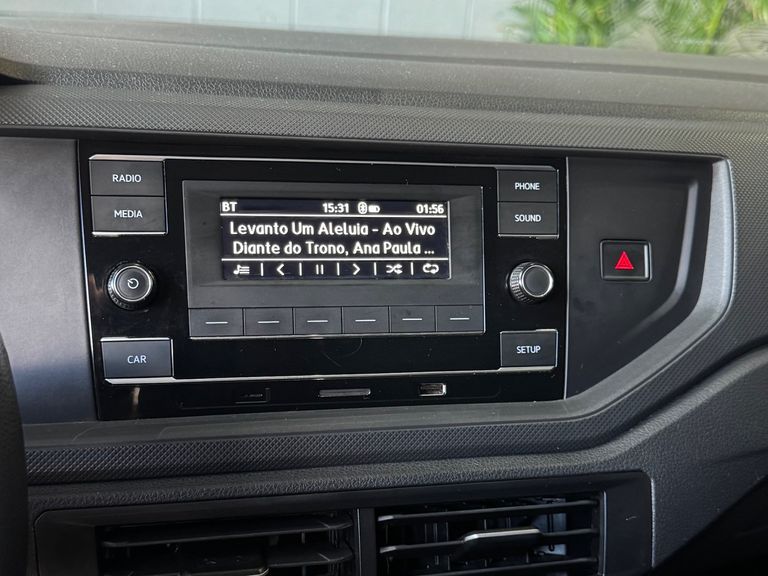 RADIO
MEDIA
BT 15:31 01:56
Levanto Um Aleluia - Ao Vivo
Diante do Trono, Ana Paula ...
PHONE
SOUND
CAR
SETUP